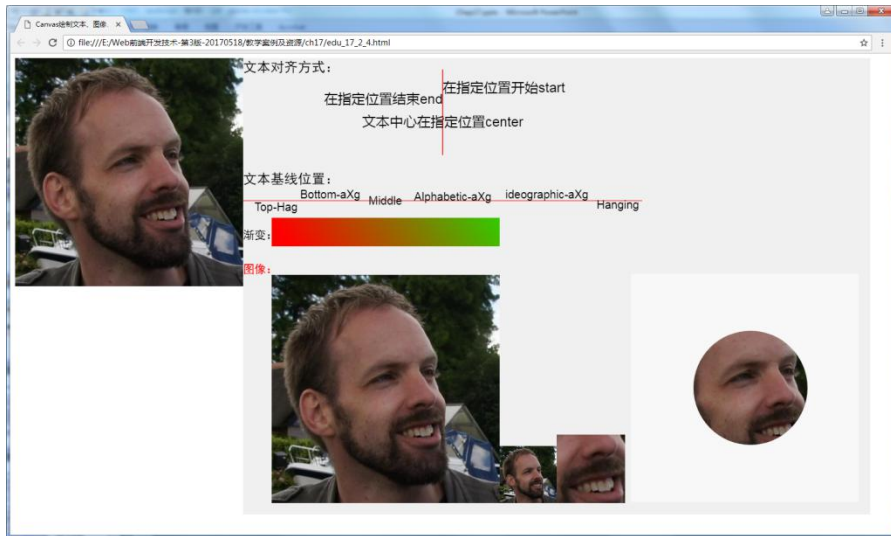 Canvas绘制文本、图像.
file:///E:/Web前端开发技术-第3版-20170518/教学案例及资源/ch17/edu_17_2_4.html
文本对齐方式：
在指定位置开始start
在指定位置结束end
文本中心在指定位置center
文本基线位置：
Top-Hag Bottom-aXg Middle Alphabetic-aXg ideographic-aXg Hanging
渐变：
图像：